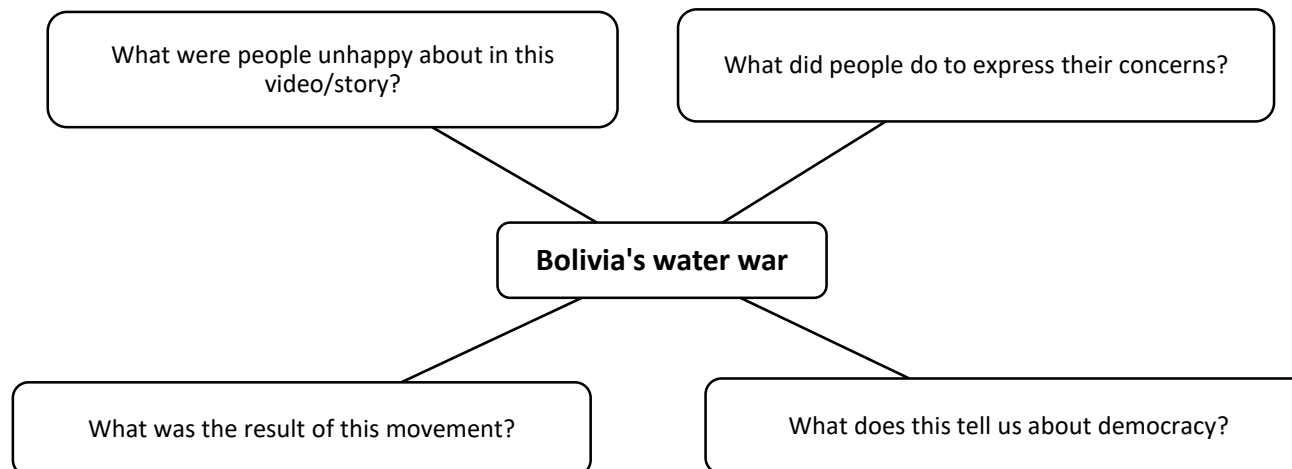 What were people unhappy about in this
video/story?
What did people do to express their concerns?
Bolivia's water war
What was the result of this movement?
What does this tell us about democracy?